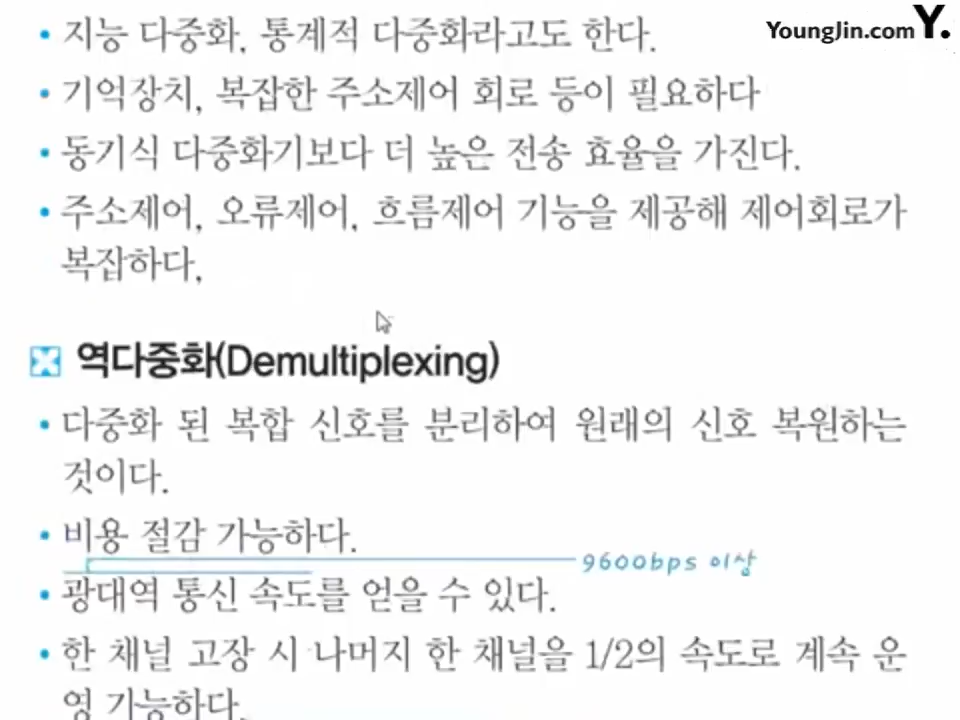 YoungJin.com Y.
• 지능 다중화, 통계적 다중화라고도 한다.
• 기억장치, 복잡한 주소제어 회로 등이 필요하다
• 동기식 다중화기보다 더 높은 전송 효율을 가진다.
• 주소제어, 오류제어, 흐름제어 기능을 제공해 제어회로가
복잡하다.
역다중화(Demultiplexing)
• 다중화 된 복합 신호를 분리하여 원래의 신호 복원하는
것이다.
• 비용 절감 가능하다.
9600bps 이상
• 광대역 통신 속도를 얻을 수 있다.
• 한 채널 고장 시 나머지 한 채널을 1/2의 속도로 계속 운
영 가능하다.